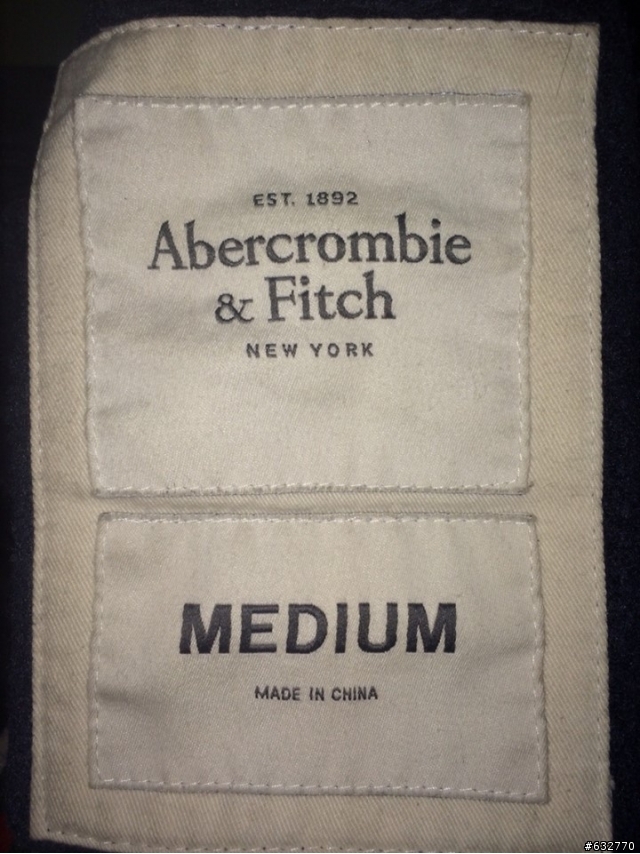 EST. 1892
Abercrombie
& Fitch
NEW YORK
MEDIUM
MADE IN CHINA
#632770